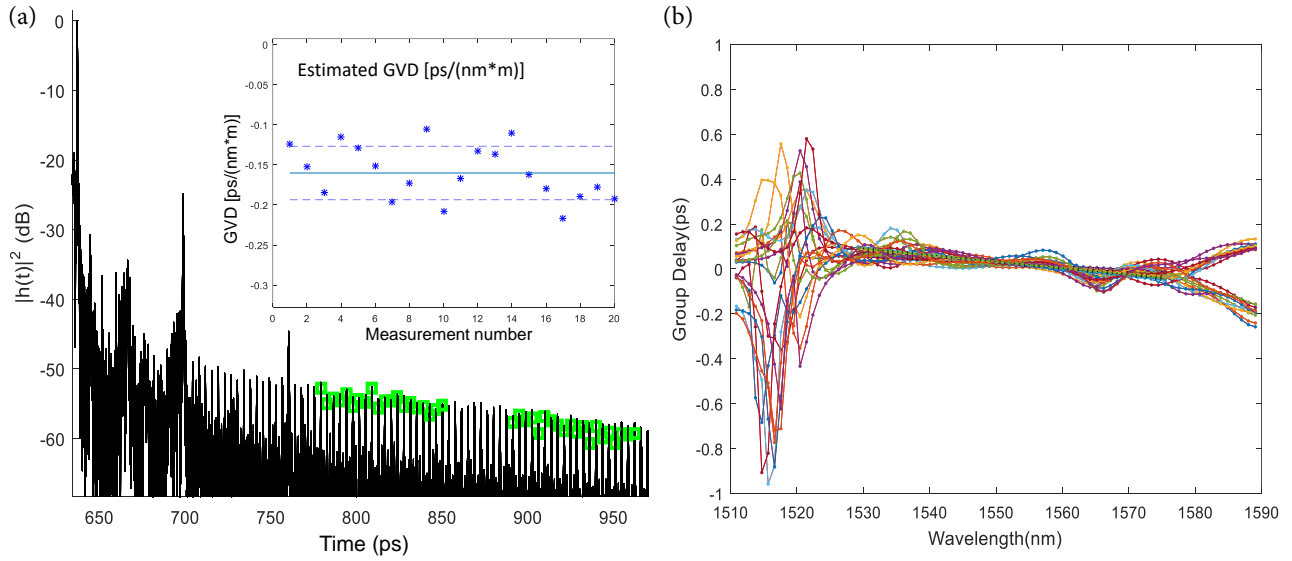 (a)
|h(t)|² (dB)
0
-10
-20
-30
-40
-50
-60
650 700 750 800 850 900 950
Time (ps)
Estimated GVD [ps/(nm*m)]
GVD [ps/(nm*m)]
0
-0.05
-0.1
-0.15
-0.2
-0.25
-0.3
0 2 4 6 8 10 12 14 16 18 20
Measurement number
(b)
Group Delay(ps)
1
0.8
0.6
0.4
0.2
0
-0.2
-0.4
-0.6
-0.8
-1
1510 1520 1530 1540 1550 1560 1570 1580 1590
Wavelength(nm)